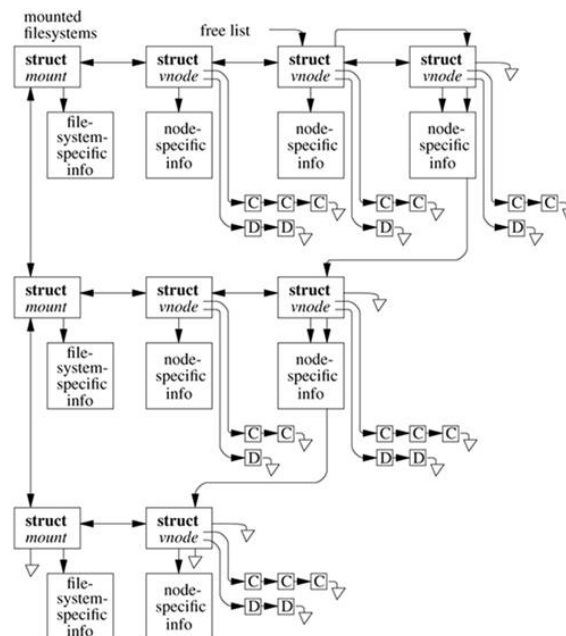 mounted
filesystems
free list
struct
mount
struct
vnode
struct
vnode
struct
vnode
file-
system-
specific
info
node-
specific
info
node-
specific
info
node-
specific
info
C C C
D D
C C
D
C C
D
struct
mount
struct
vnode
struct
vnode
file-
system-
specific
info
node-
specific
info
node-
specific
info
C C
D
C C C
D D
struct
mount
struct
vnode
file-
system-
specific
info
node-
specific
info
C C C
D D